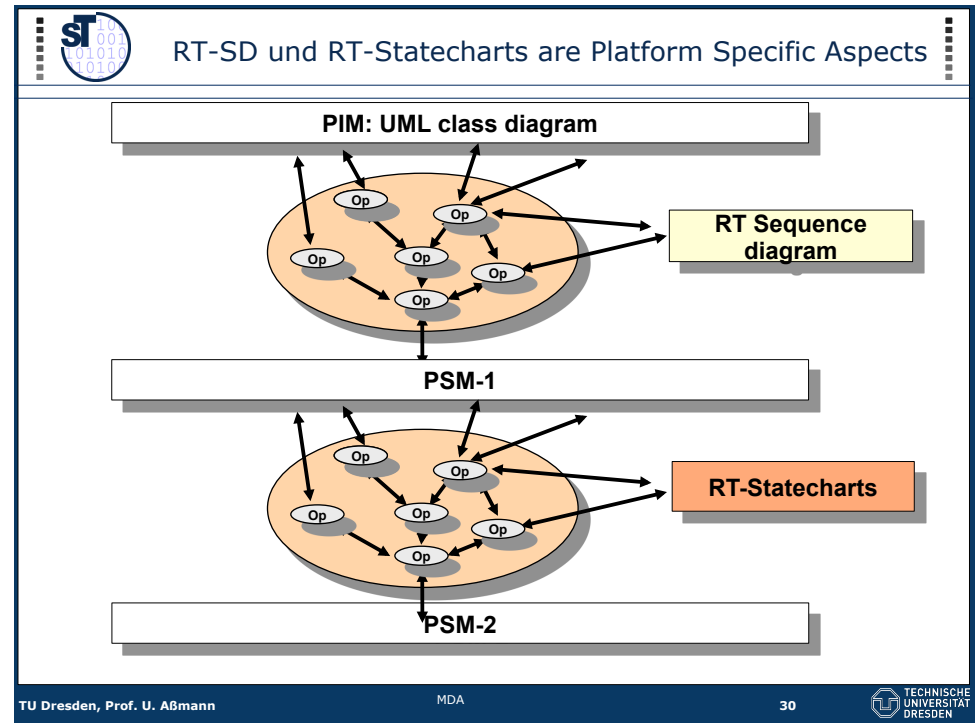 sT
RT-SD und RT-Statecharts are Platform Specific Aspects
PIM: UML class diagram
Op
Op
Op
Op
Op
Op
RT Sequence
diagram
PSM-1
Op
Op
Op
Op
Op
Op
RT-Statecharts
PSM-2
TU Dresden, Prof. U. Aßmann
MDA
30
TECHNISCHE
UNIVERSITÄT
DRESDEN